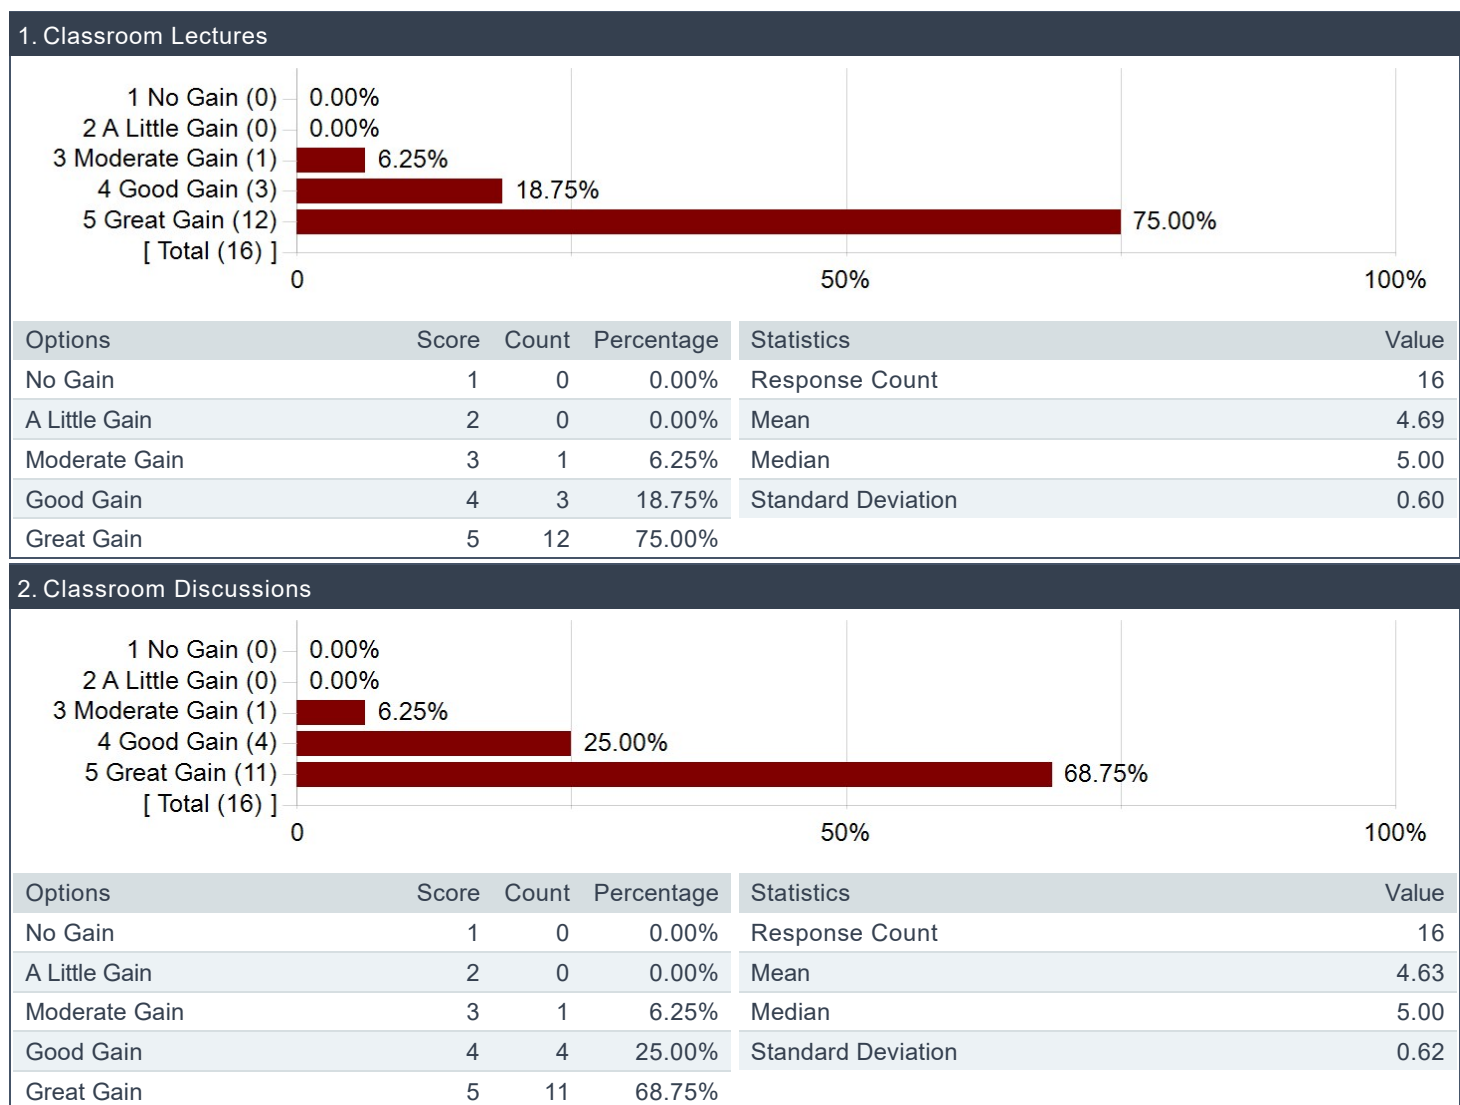 1. Classroom Lectures
1 No Gain (0) 0.00%
2 A Little Gain (0) 0.00%
3 Moderate Gain (1) 6.25%
4 Good Gain (3) 18.75%
5 Great Gain (12) 75.00%
[ Total (16) ]
0 50% 100%
Options Score Count Percentage Statistics Value
No Gain 1 0 0.00% Response Count 16
A Little Gain 2 0 0.00% Mean 4.69
Moderate Gain 3 1 6.25% Median 5.00
Good Gain 4 3 18.75% Standard Deviation 0.60
Great Gain 5 12 75.00%
2. Classroom Discussions
1 No Gain (0) 0.00%
2 A Little Gain (0) 0.00%
3 Moderate Gain (1) 6.25%
4 Good Gain (4) 25.00%
5 Great Gain (11) 68.75%
[ Total (16) ]
0 50% 100%
Options Score Count Percentage Statistics Value
No Gain 1 0 0.00% Response Count 16
A Little Gain 2 0 0.00% Mean 4.63
Moderate Gain 3 1 6.25% Median 5.00
Good Gain 4 4 25.00% Standard Deviation 0.62
Great Gain 5 11 68.75%